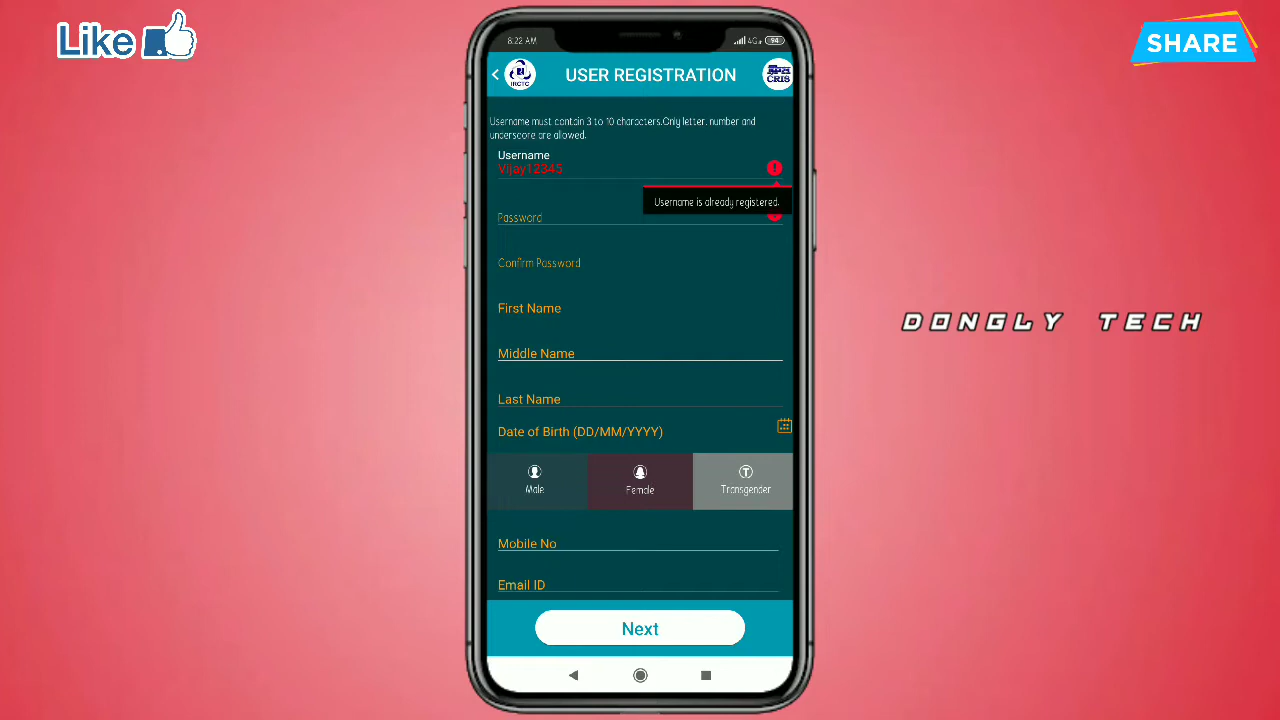 Like
SHARE
8:22 AM
4G+ 94
IRCTC
USER REGISTRATION
CRIS
Username must contain 3 to 10 characters.Only letter, number and
underscore are allowed.
Username
Vijay12345
Username is already registered.
Password
Confirm Password
First Name
DONGLY TECH
Middle Name
Last Name
Date of Birth (DD/MM/YYYY)
T
Male
Female
Transgender
Mobile No
Email ID
Next